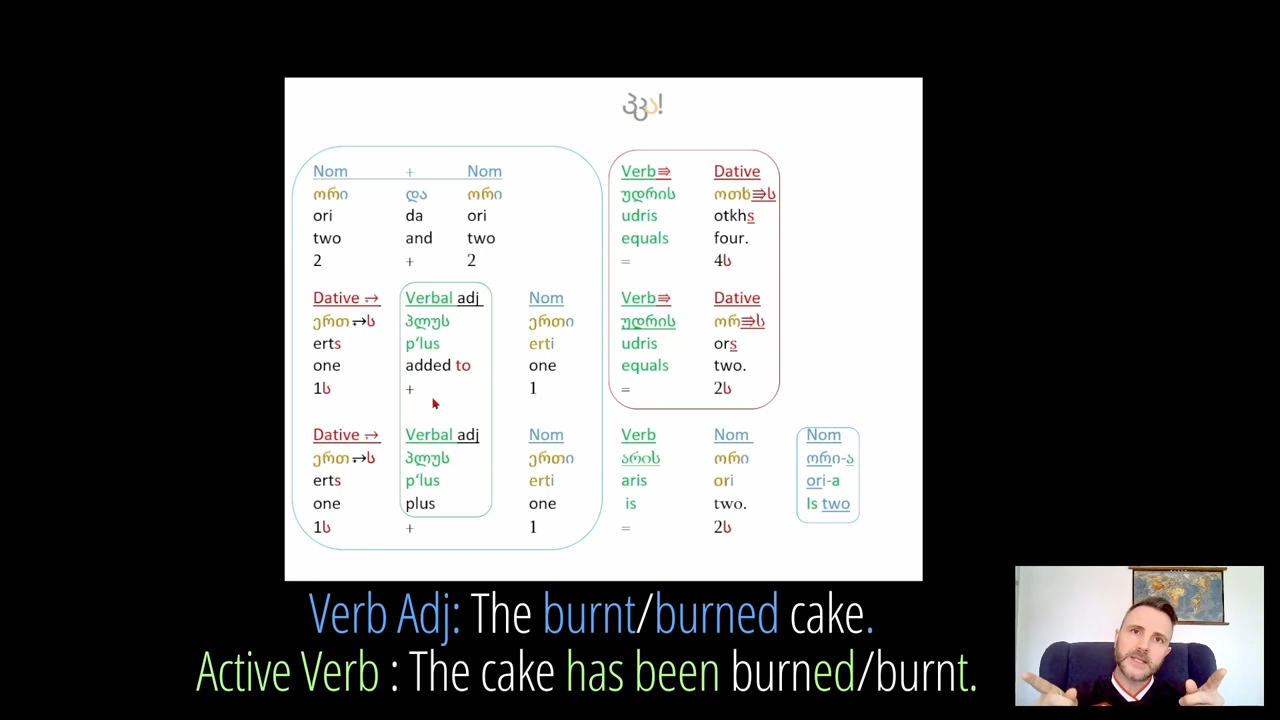 ჰკა!
Nom + Nom Verb⇛ Dative
ორი და ორი უდრის ოთხ⇛ს
ori da ori udris otkhs
two and two equals four.
2 + 2 = 4ს
Dative ⥂ Verbal adj Nom Verb⇛ Dative
ერთ⥂ს პლუს ერთი უდრის ორ⇛ს
erts p‘lus erti udris ors
one added to one equals two.
1ს + 1 = 2ს
Dative ⥂ Verbal adj Nom Verb Nom Nom
ერთ⥂ს პლუს ერთი არის ორი ორი-ა
erts p‘lus erti aris ori ori-a
one plus one is two. Is two
1ს + 1 = 2ს
Verb Adj: The burnt/burned cake.
Active Verb : The cake has been burned/burnt.